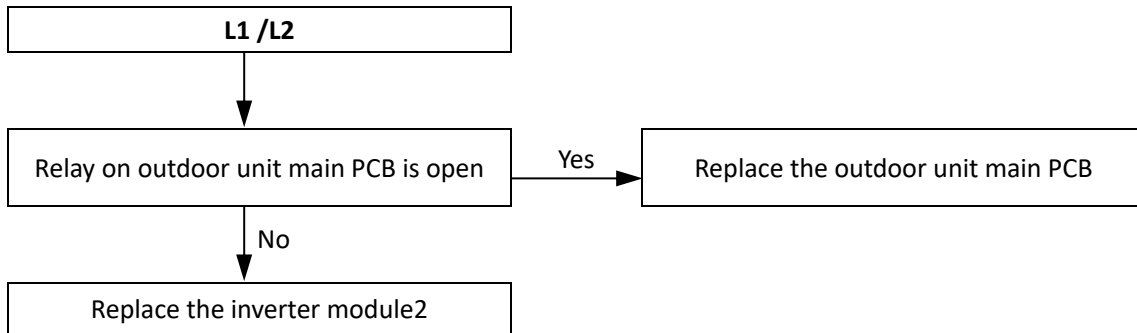 L1 /L2
Relay on outdoor unit main PCB is open
Yes
Replace the outdoor unit main PCB
No
Replace the inverter module2